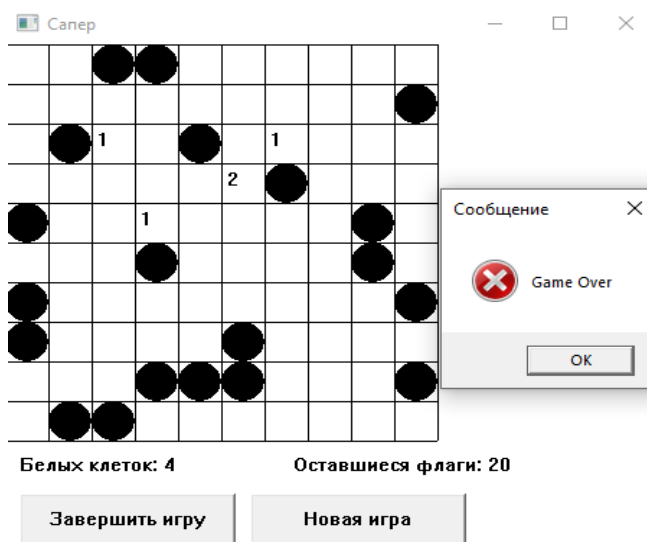 Сапер
1
1
2
1
Сообщение
Game Over
OK
Белых клеток: 4
Оставшиеся флаги: 20
Завершить игру
Новая игра